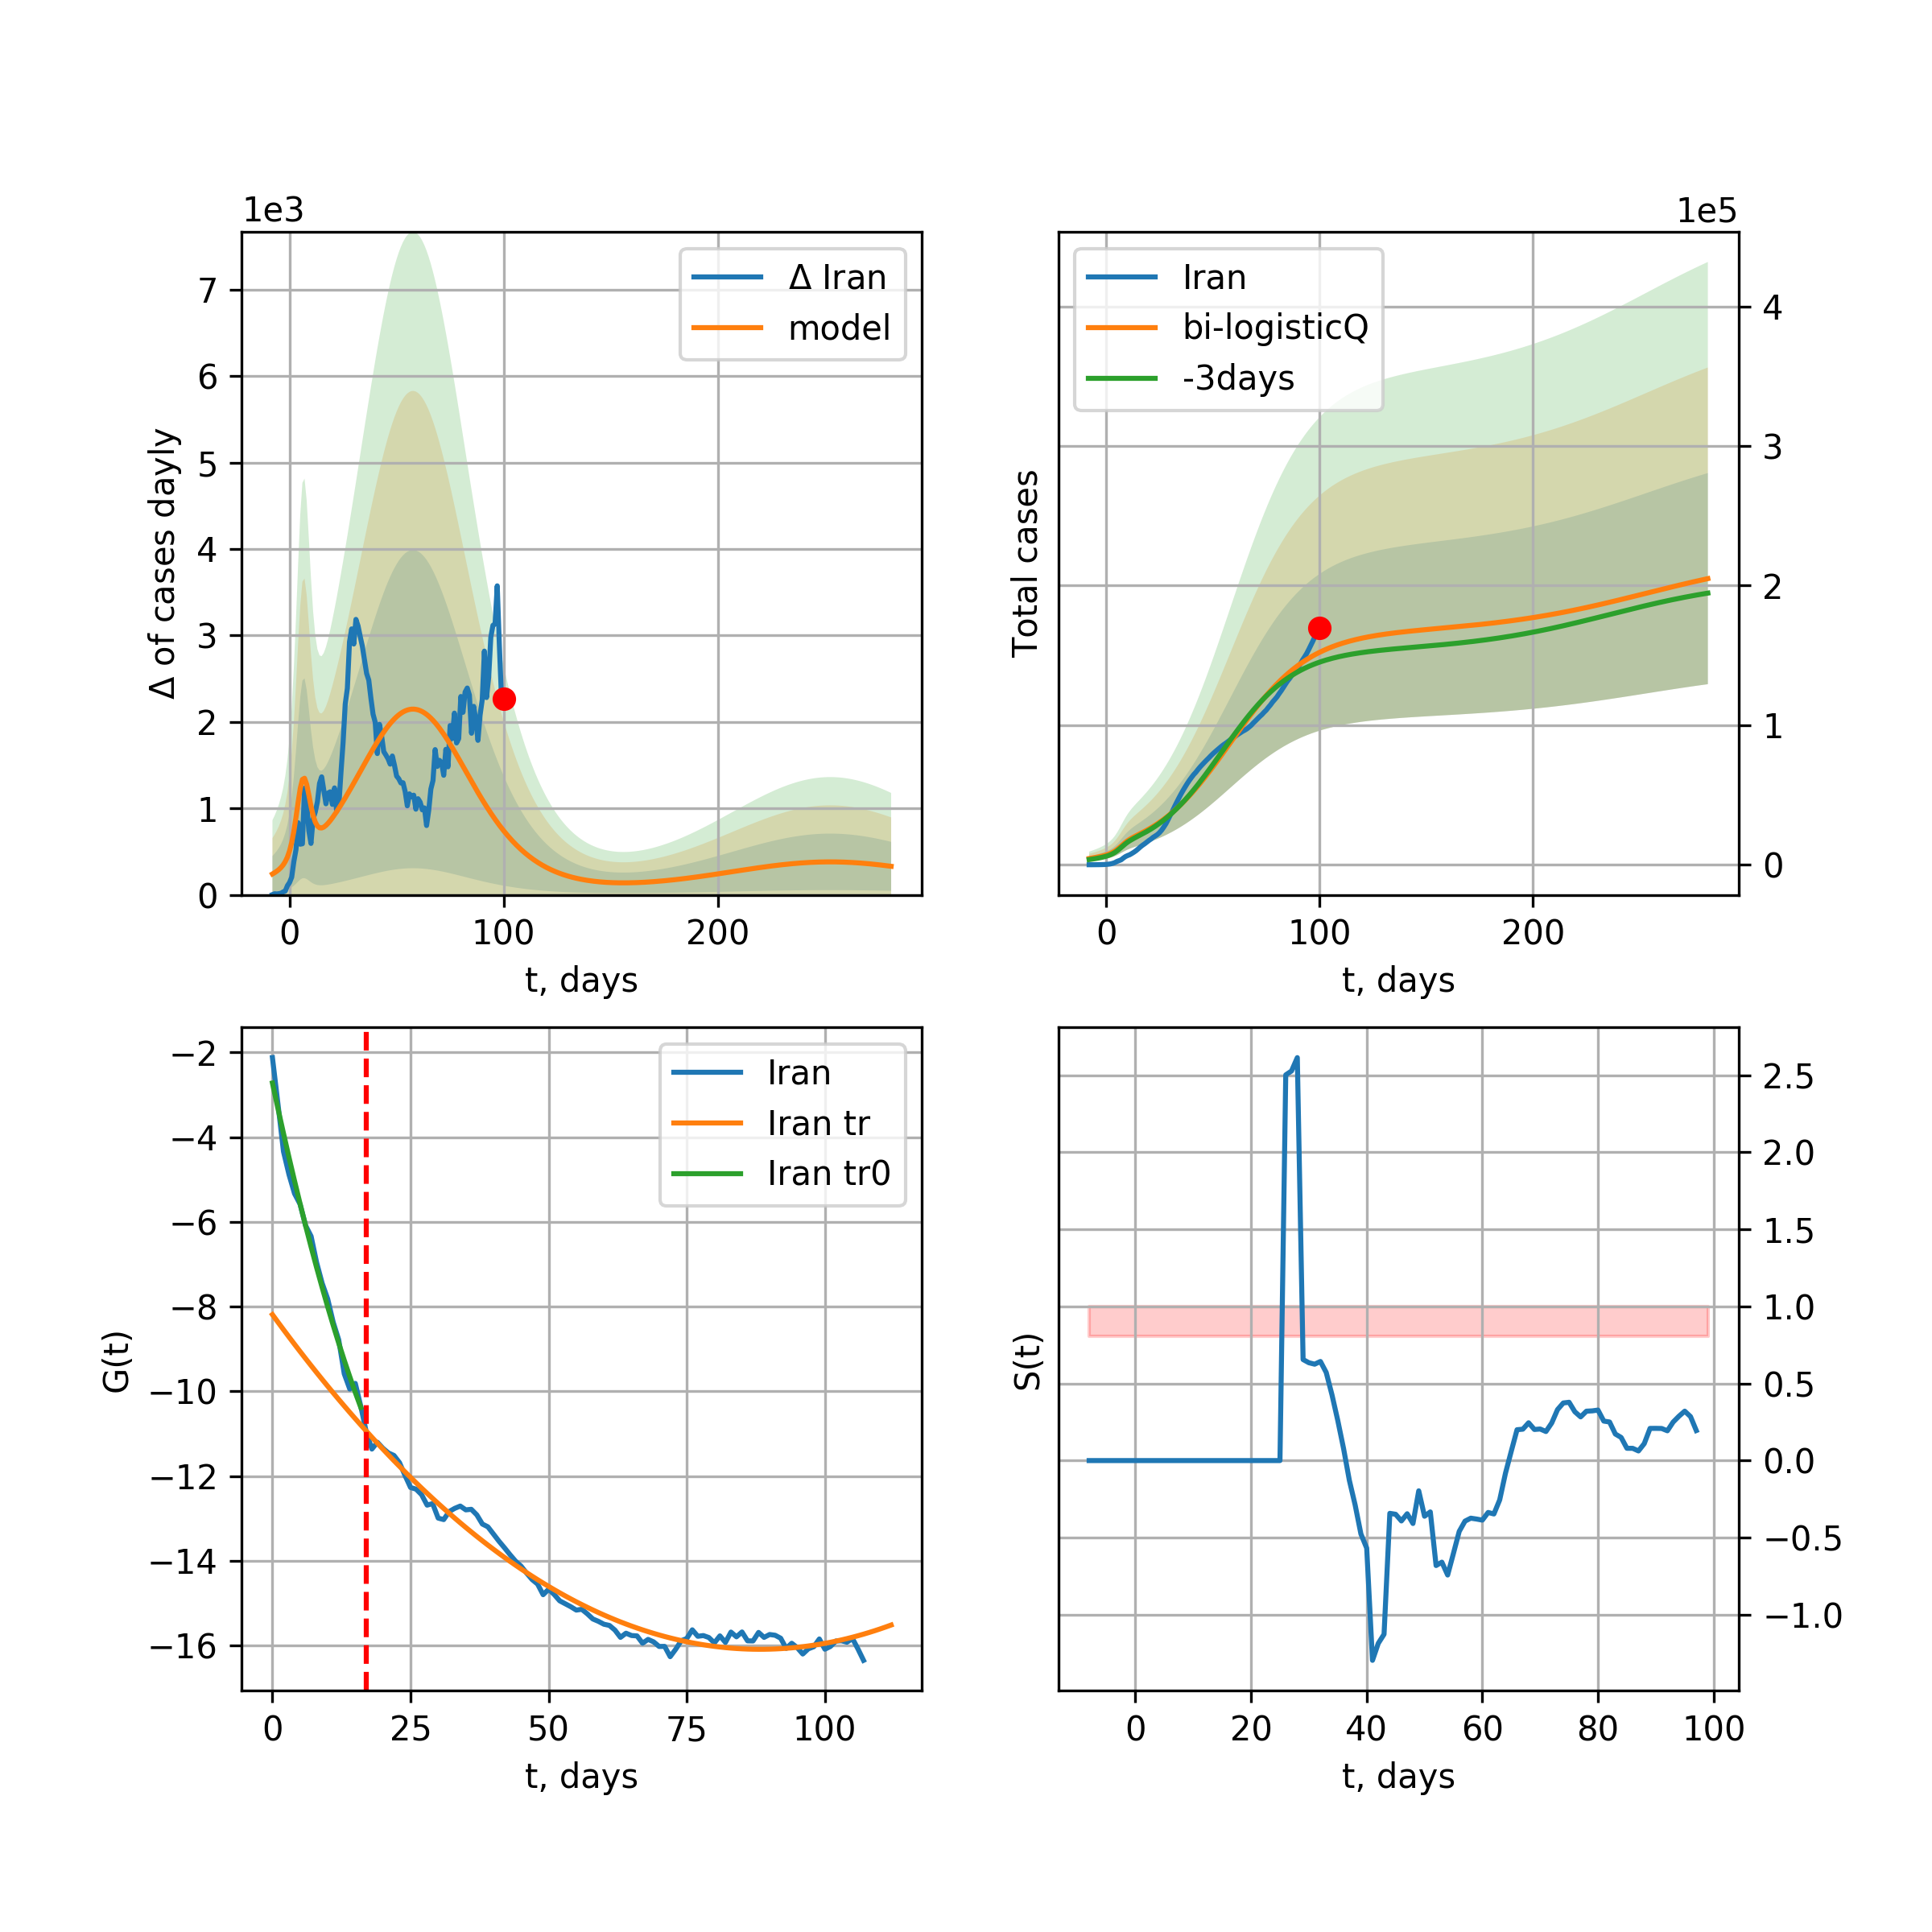 1e3
Δ of cases dayly
7
6
5
4
3
2
1
0
Δ Iran
model
0 100 200
t, days
1e5
Total cases
Iran
bi-logisticQ
-3days
4
3
2
1
0
0 100 200
t, days
G(t)
−2
−4
−6
−8
−10
−12
−14
−16
Iran
Iran tr
Iran tr0
0 25 50 75 100
t, days
S(t)
2.5
2.0
1.5
1.0
0.5
0.0
−0.5
−1.0
0 20 40 60 80 100
t, days